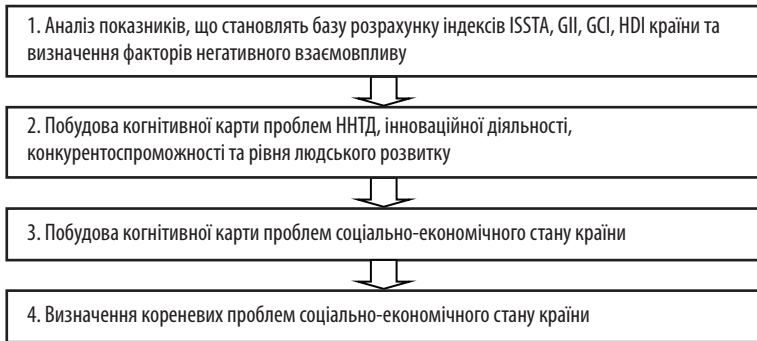 1. Аналіз показників, що становлять базу розрахунку індексів ISSTA, GII, GCI, HDI країни та
визначення факторів негативного взаємовпливу
2. Побудова когнітивної карти проблем ННТД, інноваційної діяльності,
конкурентоспроможності та рівня людського розвитку
3. Побудова когнітивної карти проблем соціально-економічного стану країни
4. Визначення кореневих проблем соціально-економічного стану країни